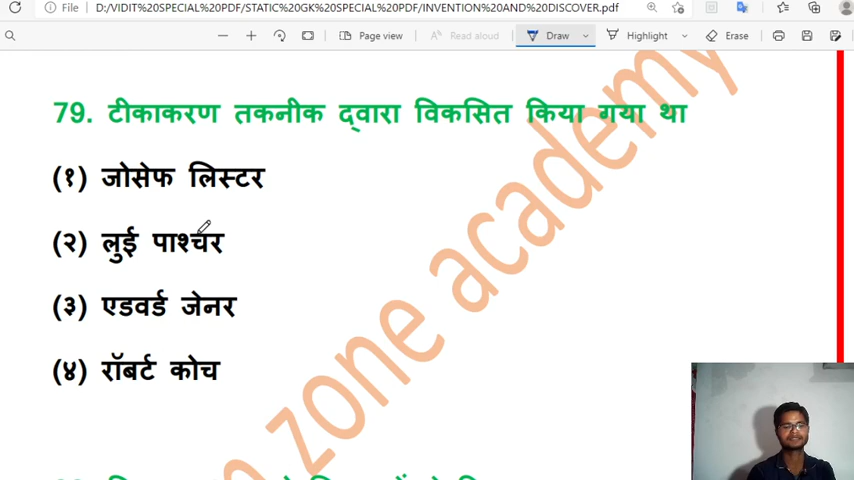 File
D:/VIDIT%20SPECIAL%20PDF/STATIC%20GK%20SPECIAL%20PDF/INVENTION%20AND%20DISCOVER.pdf
Page view
Read aloud
Draw
Highlight
Erase
79. टीकाकरण तकनीक द्वारा विकसित किया गया था
(१) जोसेफ लिस्टर
(२) लुई पाश्चर
(३) एडवर्ड जेनर
(४) रॉबर्ट कोच
zone academy